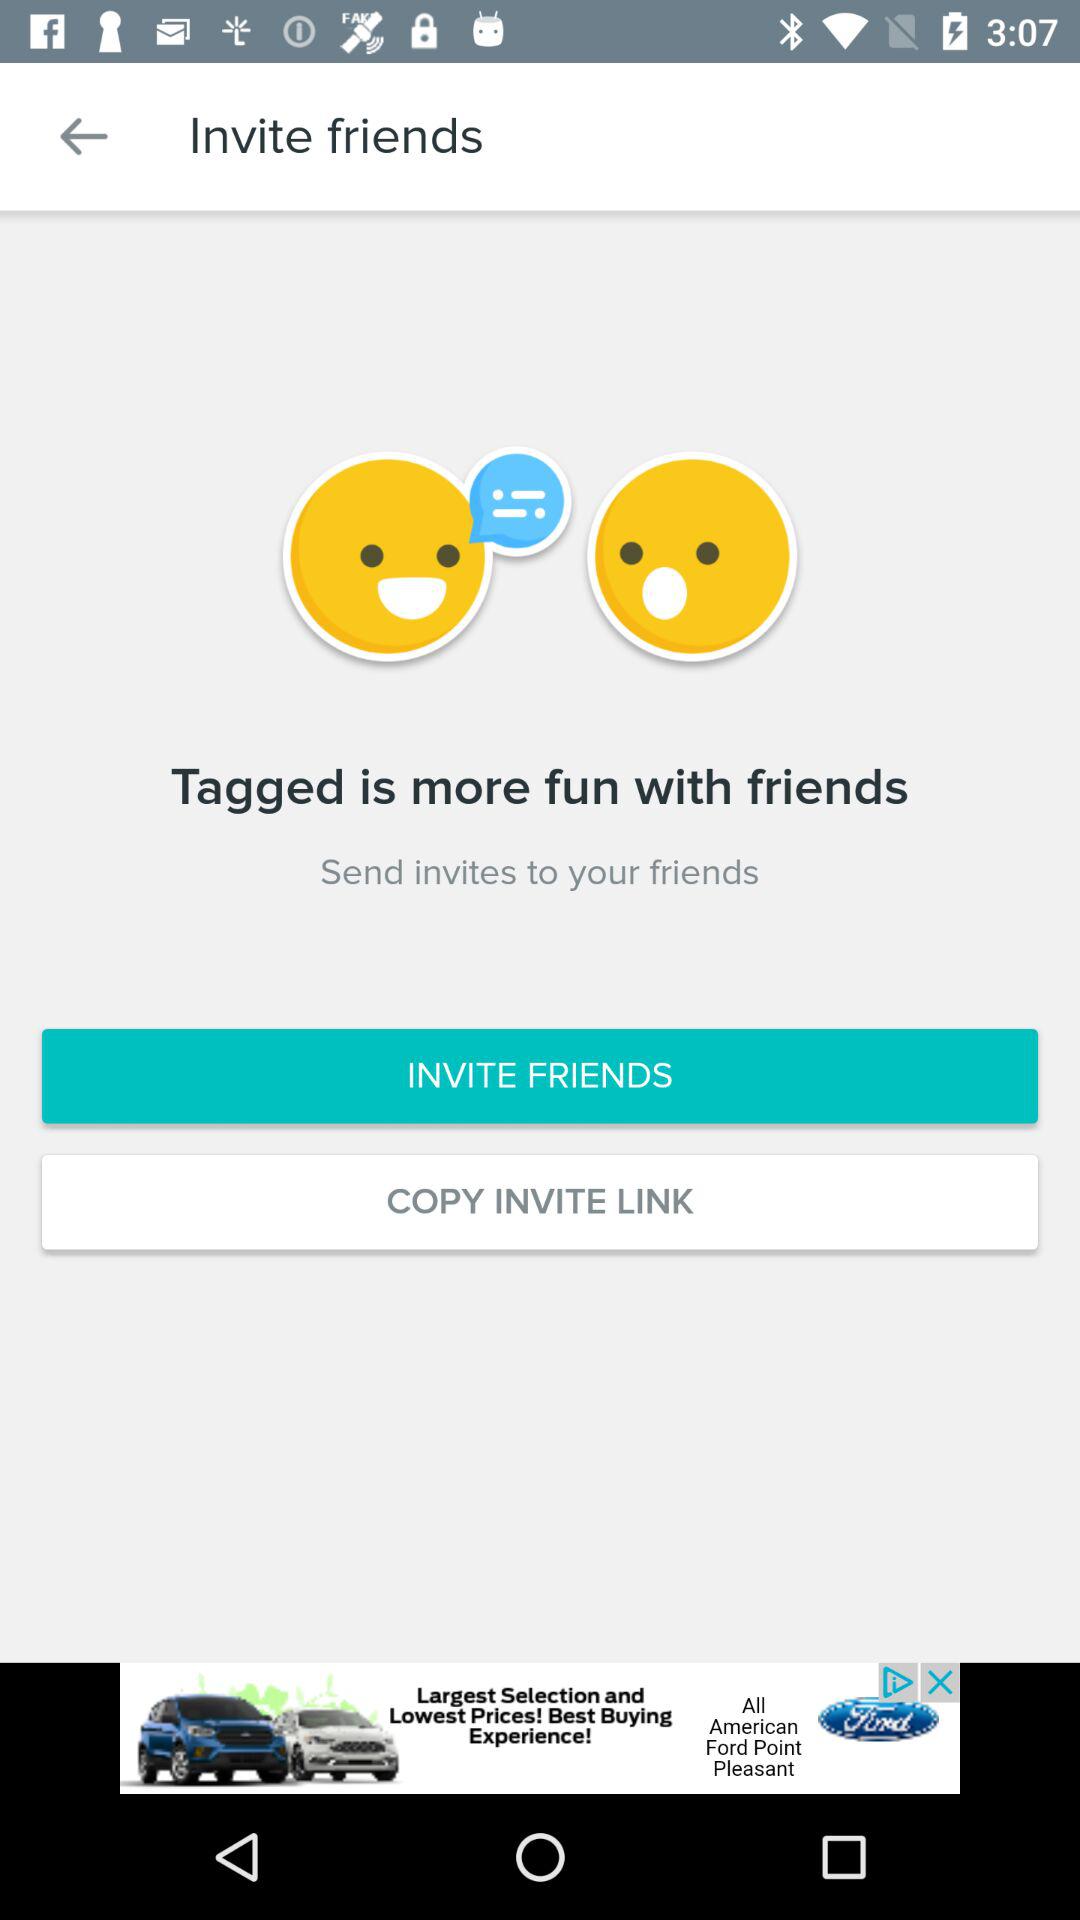 FAKE
3:07
Invite friends
Tagged is more fun with friends
Send invites to your friends
INVITE FRIENDS
COPY INVITE LINK
Largest Selection and
Lowest Prices! Best Buying
Experience!
All
American
Ford Point
Pleasant
Ford